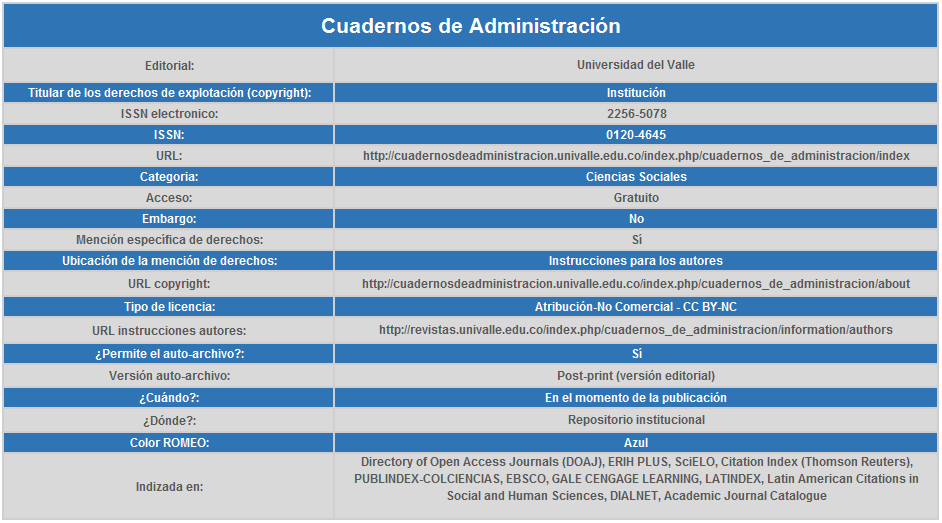 Cuadernos de Administración
Editorial: Universidad del Valle
Titular de los derechos de explotación (copyright): Institución
ISSN electronico: 2256-5078
ISSN: 0120-4645
URL: http://cuadernosdeadministracion.univalle.edu.co/index.php/cuadernos_de_administracion/index
Categoria: Ciencias Sociales
Acceso: Gratuito
Embargo: No
Mención específica de derechos: Sí
Ubicación de la mención de derechos: Instrucciones para los autores
URL copyright: http://cuadernosdeadministracion.univalle.edu.co/index.php/cuadernos_de_administracion/about
Tipo de licencia: Atribución-No Comercial - CC BY-NC
URL instrucciones autores: http://revistas.univalle.edu.co/index.php/cuadernos_de_administracion/information/authors
¿Permite el auto-archivo?: Sì
Versión auto-archivo: Post-print (versión editorial)
¿Cuándo?: En el momento de la publicación
¿Dónde?: Repositorio institucional
Color ROMEO: Azul
Indizada en: Directory of Open Access Journals (DOAJ), ERIH PLUS, SciELO, Citation Index (Thomson Reuters),
PUBLINDEX-COLCIENCIAS, EBSCO, GALE CENGAGE LEARNING, LATINDEX, Latin American Citations in
Social and Human Sciences, DIALNET, Academic Journal Catalogue